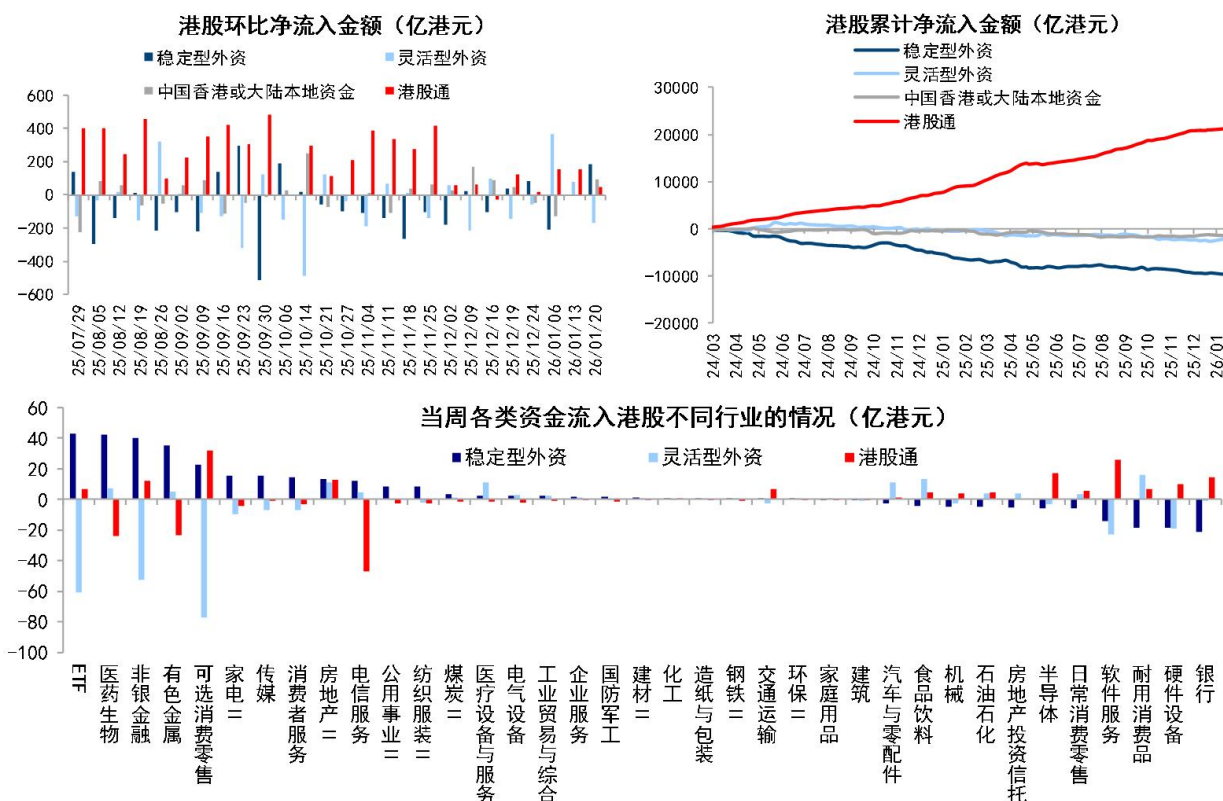 港股环比净流入金额（亿港元）
稳定型外资
灵活型外资
中国香港或大陆本地资金
港股通
600
400
200
0
-200
-400
-600
25/07/29
25/08/05
25/08/12
25/08/19
25/08/26
25/09/02
25/09/09
25/09/16
25/09/23
25/09/30
25/10/06
25/10/14
25/10/21
25/10/27
25/11/04
25/11/11
25/11/18
25/11/25
25/12/02
25/12/09
25/12/16
25/12/19
25/12/24
26/01/06
26/01/13
26/01/20
港股累计净流入金额（亿港元）
稳定型外资
灵活型外资
中国香港或大陆本地资金
港股通
30000
20000
10000
0
-10000
-20000
24/03
24/04
24/05
24/06
24/07
24/08
24/09
24/09
24/10
24/11
24/12
25/01
25/02
25/03
25/03
25/04
25/05
25/06
25/07
25/08
25/09
25/10
25/11
25/12
26/01
当周各类资金流入港股不同行业的情况（亿港元）
稳定型外资
灵活型外资
港股通
60
40
20
0
-20
-40
-60
-80
-100
ETF
医药生物
非银金融
有色金属
可选消费零售
家电Ⅱ
传媒
消费者服务
房地产Ⅱ
电信服务
公用事业Ⅱ
纺织服装Ⅱ
煤炭Ⅱ
医疗设备与服务
电气设备
工业贸易与综合
企业服务
国防军工
建材Ⅱ
化工
造纸与包装
钢铁Ⅱ
交通运输
环保Ⅱ
家庭用品
建筑
汽车与零配件
食品饮料
机械
石油石化
房地产投资信托
半导体
日常消费零售
软件服务
耐用消费品
硬件设备
银行